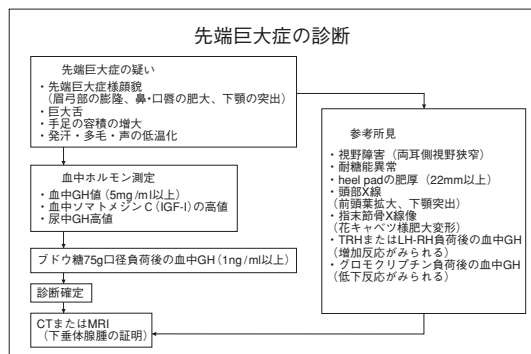 先端巨大症の診断
先端巨大症の疑い
・先端巨大症様顔貌
(眉弓部の膨隆、鼻・口唇の肥大、下顎の突出)
・巨大舌
・手足の容積の増大
・発汗・多毛・声の低温化
血中ホルモン測定
・血中GH値(5mg/ml以上)
・血中ソマトメジンC(IGF-I)の高値
・尿中GH高値
ブドウ糖75g口径負荷後の血中GH(1ng/ml以上)
診断確定
CTまたはMRI
(下垂体腺腫の証明)
参考所見
・視野障害(両耳側視野狭窄)
・耐糖能異常
・heel padの肥厚(22mm以上)
・頭部X線
(前頭葉拡大、下顎突出)
・指末節骨X線像
(花キャベツ様肥大変形)
・TRHまたはLH-RH負荷後の血中GH
(増加反応がみられる)
・グロモクリプチン負荷後の血中GH
(低下反応がみられる)